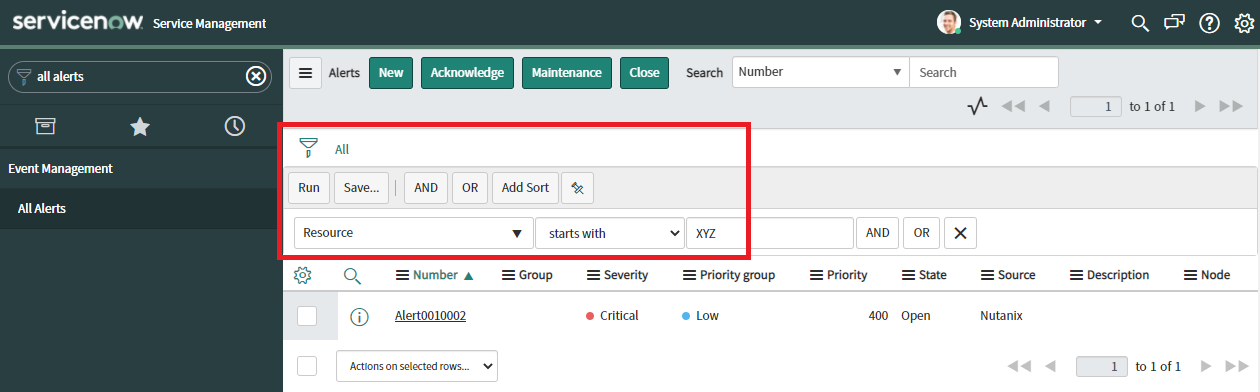 servicenow Service Management
System Administrator
all alerts
Event Management
All Alerts
Alerts New Acknowledge Maintenance Close Search Number Search
1 to 1 of 1
All
Run Save... AND OR Add Sort
Resource starts with XYZ AND OR
Number Group Severity Priority group Priority State Source Description Node
Alert0010002 Critical Low 400 Open Nutanix
Actions on selected rows... 1 to 1 of 1